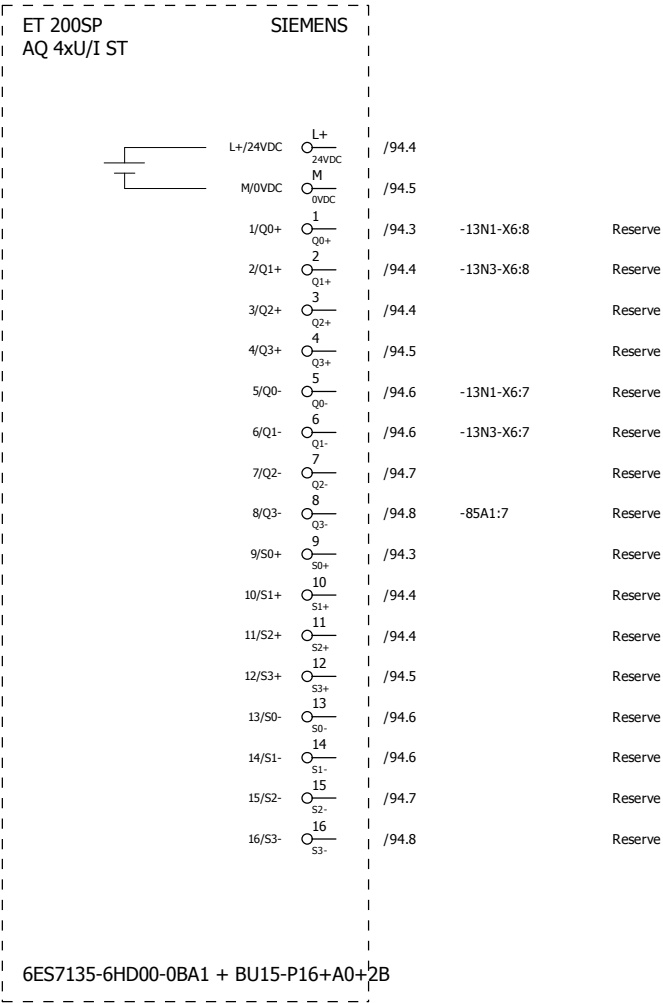 ET 200SP SIEMENS
AQ 4xU/I ST
L+/24VDC L+ 24VDC /94.4
M/0VDC M 0VDC /94.5
1/Q0+ 1 Q0+ /94.3 -13N1-X6:8 Reserve
2/Q1+ 2 Q1+ /94.4 -13N3-X6:8 Reserve
3/Q2+ 3 Q2+ /94.4 Reserve
4/Q3+ 4 Q3+ /94.5 Reserve
5/Q0- 5 Q0- /94.6 -13N1-X6:7 Reserve
6/Q1- 6 Q1- /94.6 -13N3-X6:7 Reserve
7/Q2- 7 Q2- /94.7 Reserve
8/Q3- 8 Q3- /94.8 -85A1:7 Reserve
9/S0+ 9 S0+ /94.3 Reserve
10/S1+ 10 S1+ /94.4 Reserve
11/S2+ 11 S2+ /94.4 Reserve
12/S3+ 12 S3+ /94.5 Reserve
13/S0- 13 S0- /94.6 Reserve
14/S1- 14 S1- /94.6 Reserve
15/S2- 15 S2- /94.7 Reserve
16/S3- 16 S3- /94.8 Reserve
6ES7135-6HD00-0BA1 + BU15-P16+A0+2B